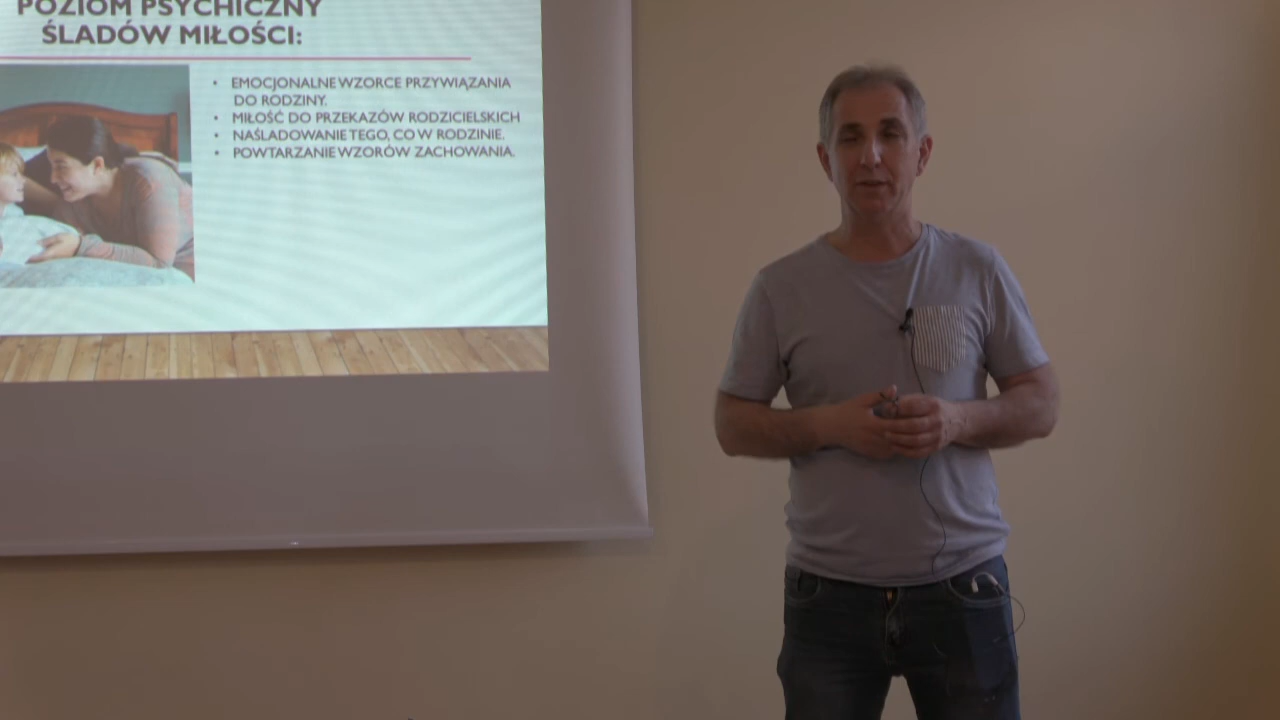 POZIOM PSYCHICZNY
ŚLADÓW MIŁOŚCI:
• EMOCJONALNE WZORCE PRZYWIĄZANIA
DO RODZINY.
• MIŁOŚĆ DO PRZEKAZÓW RODZICIELSKICH
• NAŚLADOWANIE TEGO, CO W RODZINIE.
• POWTARZANIE WZORÓW ZACHOWANIA.